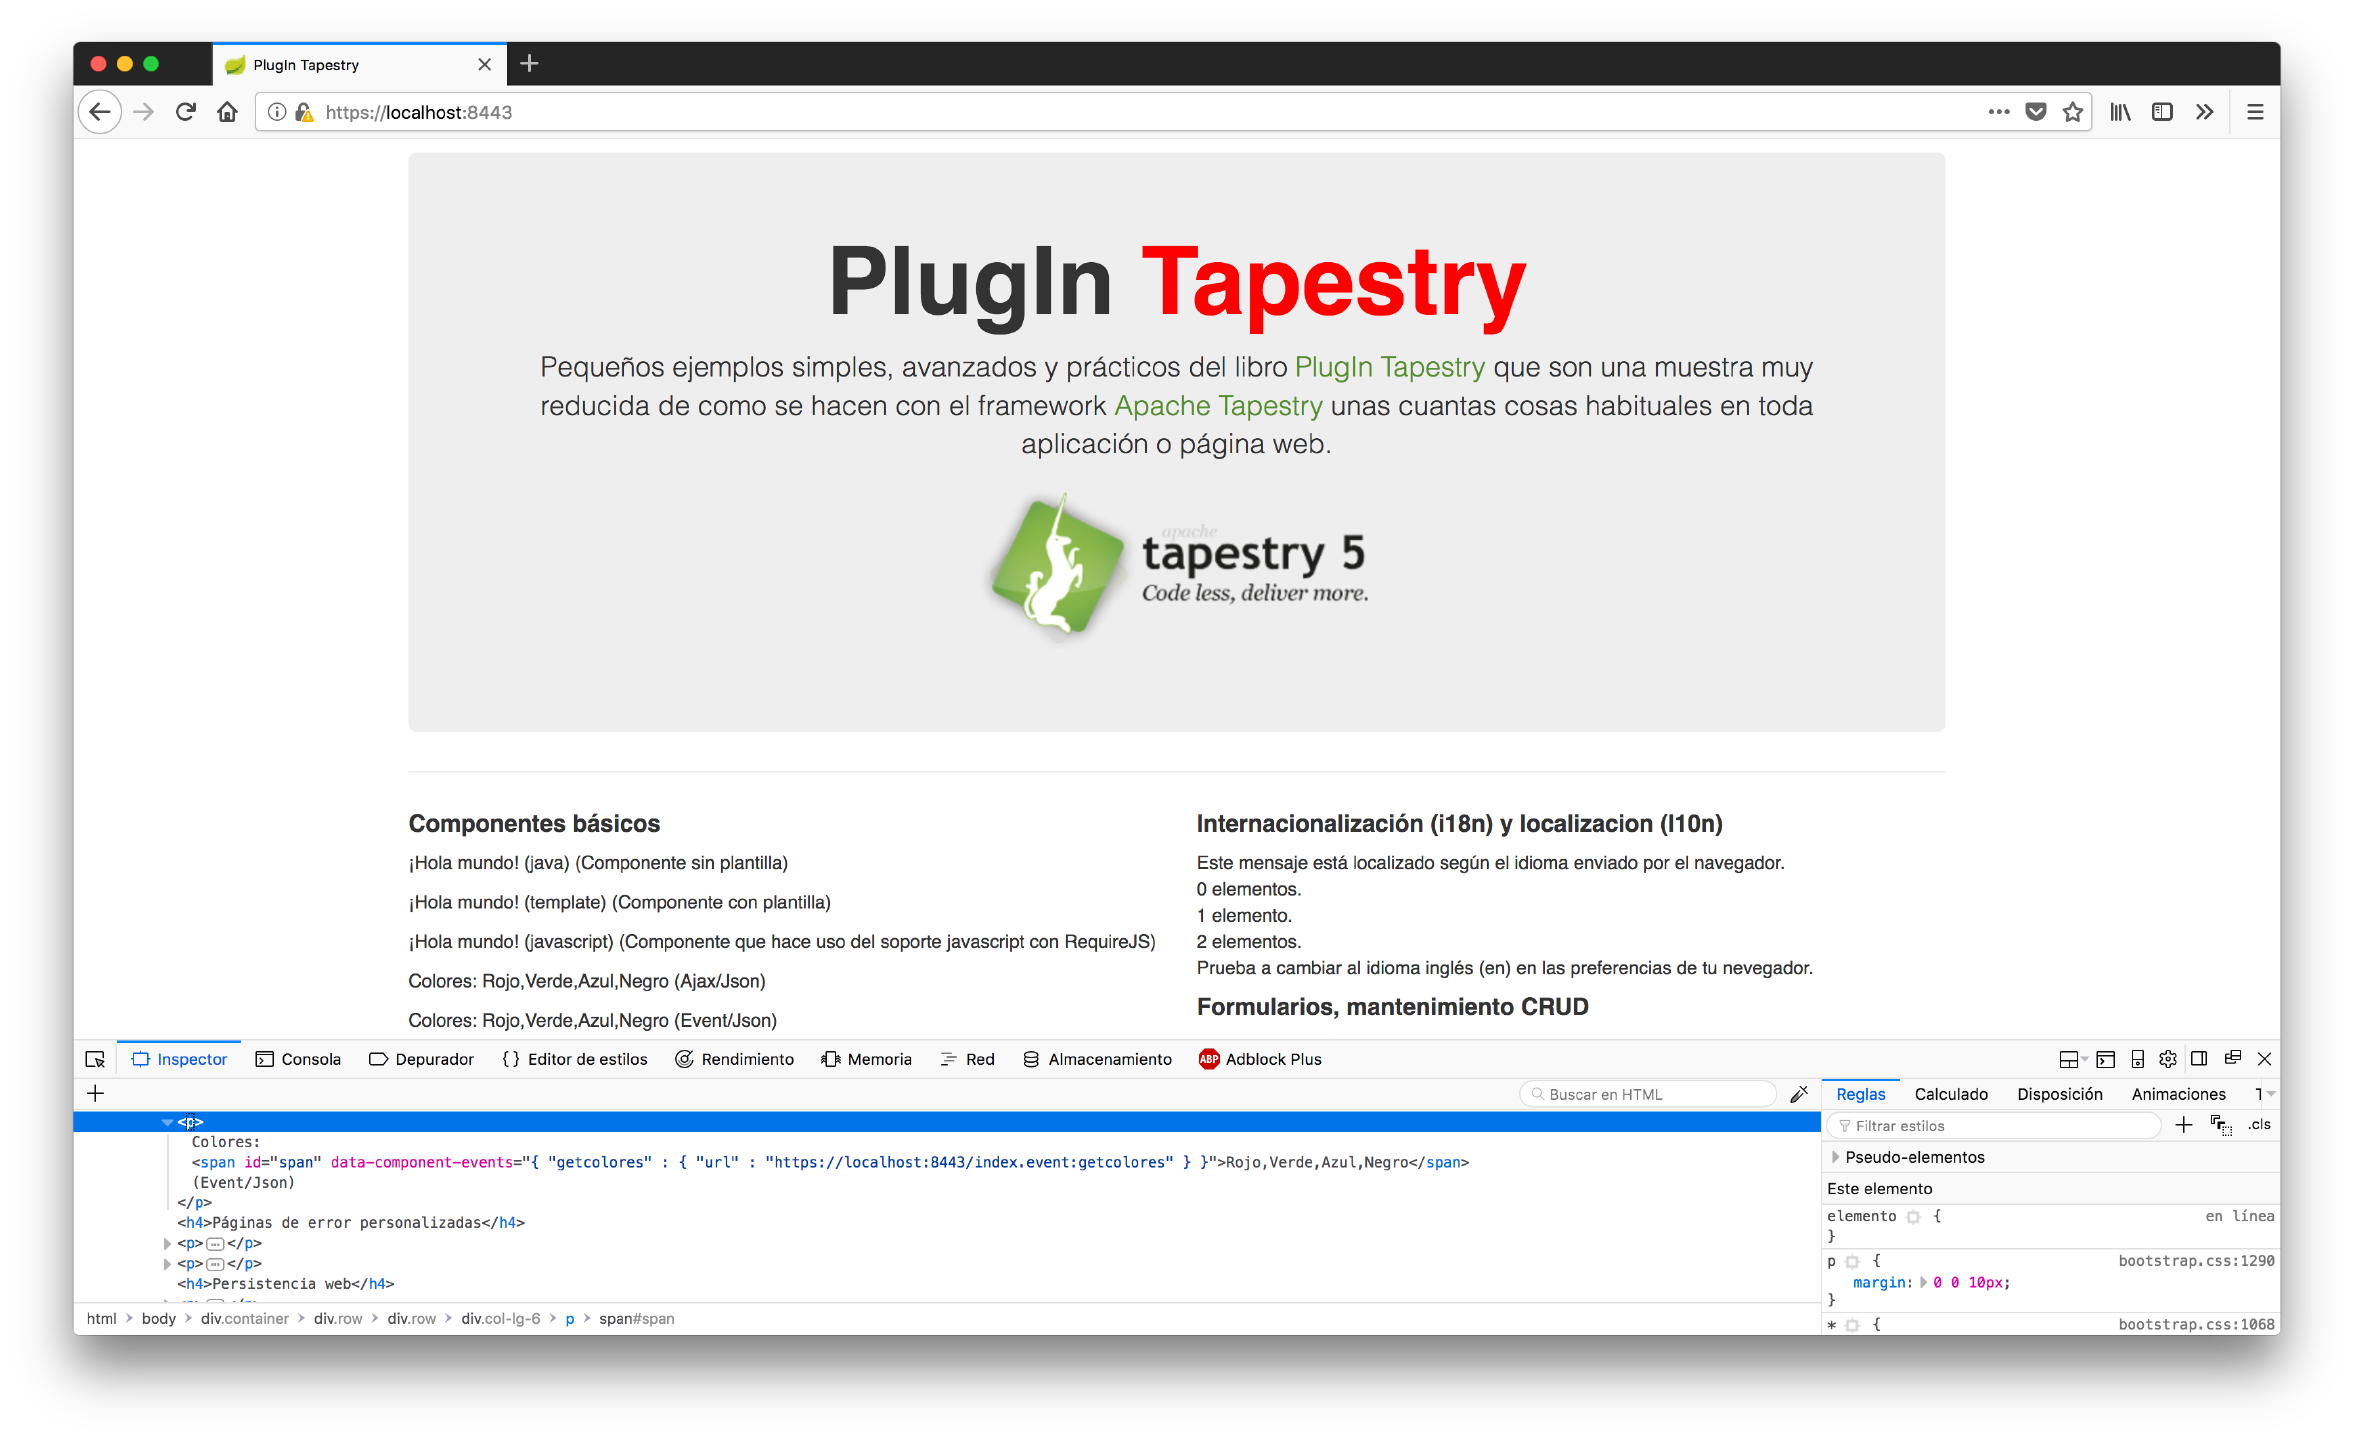 PlugIn Tapestry
https://localhost:8443
PlugIn Tapestry
Pequeños ejemplos simples, avanzados y prácticos del libro PlugIn Tapestry que son una muestra muy
reducida de como se hacen con el framework Apache Tapestry unas cuantas cosas habituales en toda
aplicación o página web.
apache
tapestry 5
Code less, deliver more.
Componentes básicos
¡Hola mundo! (java) (Componente sin plantilla)
¡Hola mundo! (template) (Componente con plantilla)
¡Hola mundo! (javascript) (Componente que hace uso del soporte javascript con RequireJS)
Colores: Rojo,Verde,Azul,Negro (Ajax/Json)
Colores: Rojo,Verde,Azul,Negro (Event/Json)
Internacionalización (i18n) y localizacion (l10n)
Este mensaje está localizado según el idioma enviado por el navegador.
0 elementos.
1 elemento.
2 elementos.
Prueba a cambiar al idioma inglés (en) en las preferencias de tu nevegador.
Formularios, mantenimiento CRUD
Inspector Consola Depurador {} Editor de estilos Rendimiento Memoria Red Almacenamiento ABP Adblock Plus
Buscar en HTML
<p>
Colores:
<span id="span" data-component-events="{ "getcolores" : { "url" : "https://localhost:8443/index.event:getcolores" } }">Rojo,Verde,Azul,Negro</span>
(Event/Json)
</p>
<h4>Páginas de error personalizadas</h4>
<p>…</p>
<p>…</p>
<h4>Persistencia web</h4>
html > body > div.container > div.row > div.row > div.col-lg-6 > p > span#span
Reglas Calculado Disposición Animaciones
Filtrar estilos + .cls
Pseudo-elementos
Este elemento
elemento { en línea
}
p { bootstrap.css:1290
margin: 0 0 10px;
}
* { bootstrap.css:1068